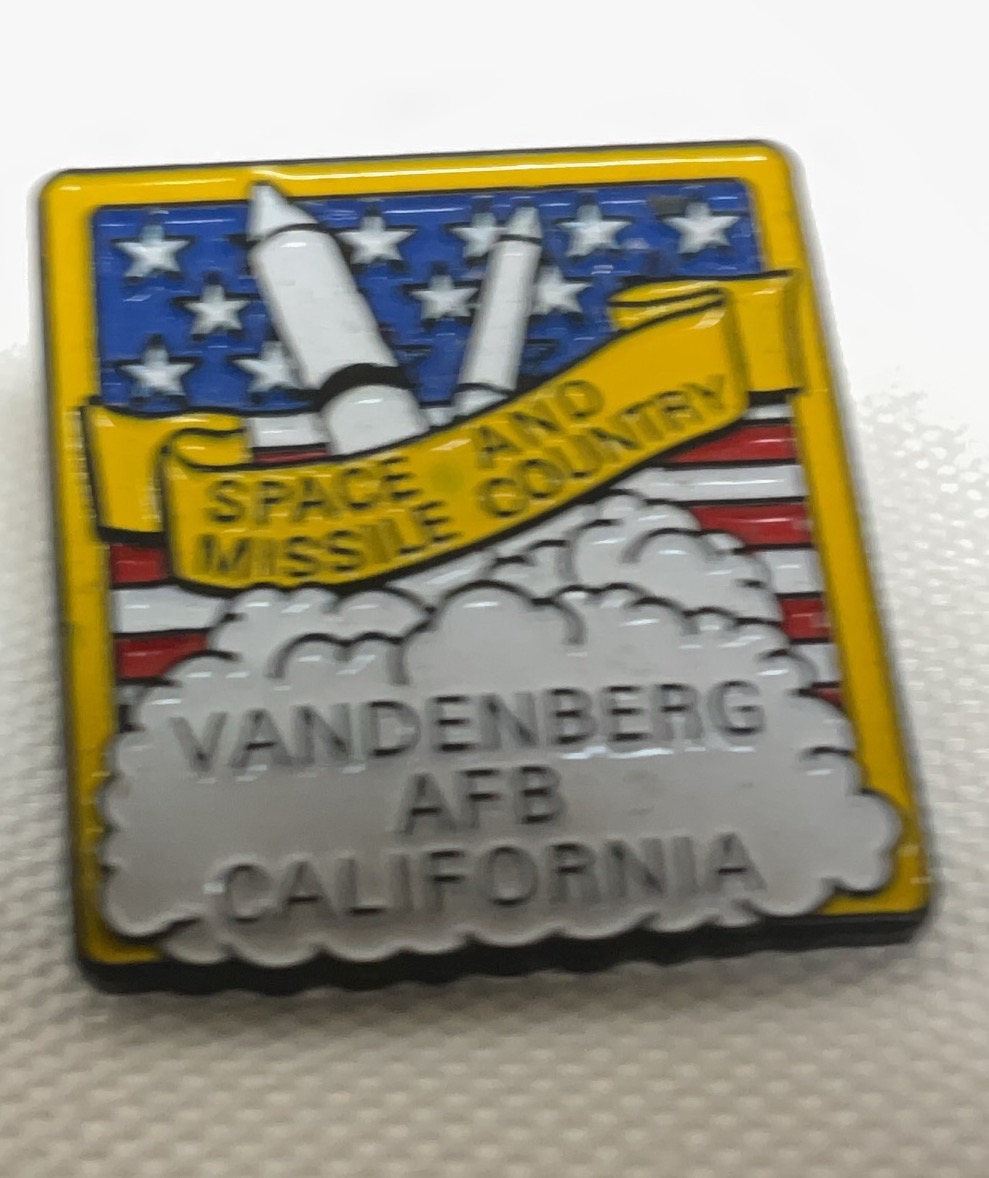 SPACE AND
MISSILE COUNTRY
VANDENBERG
AFB
CALIFORNIA